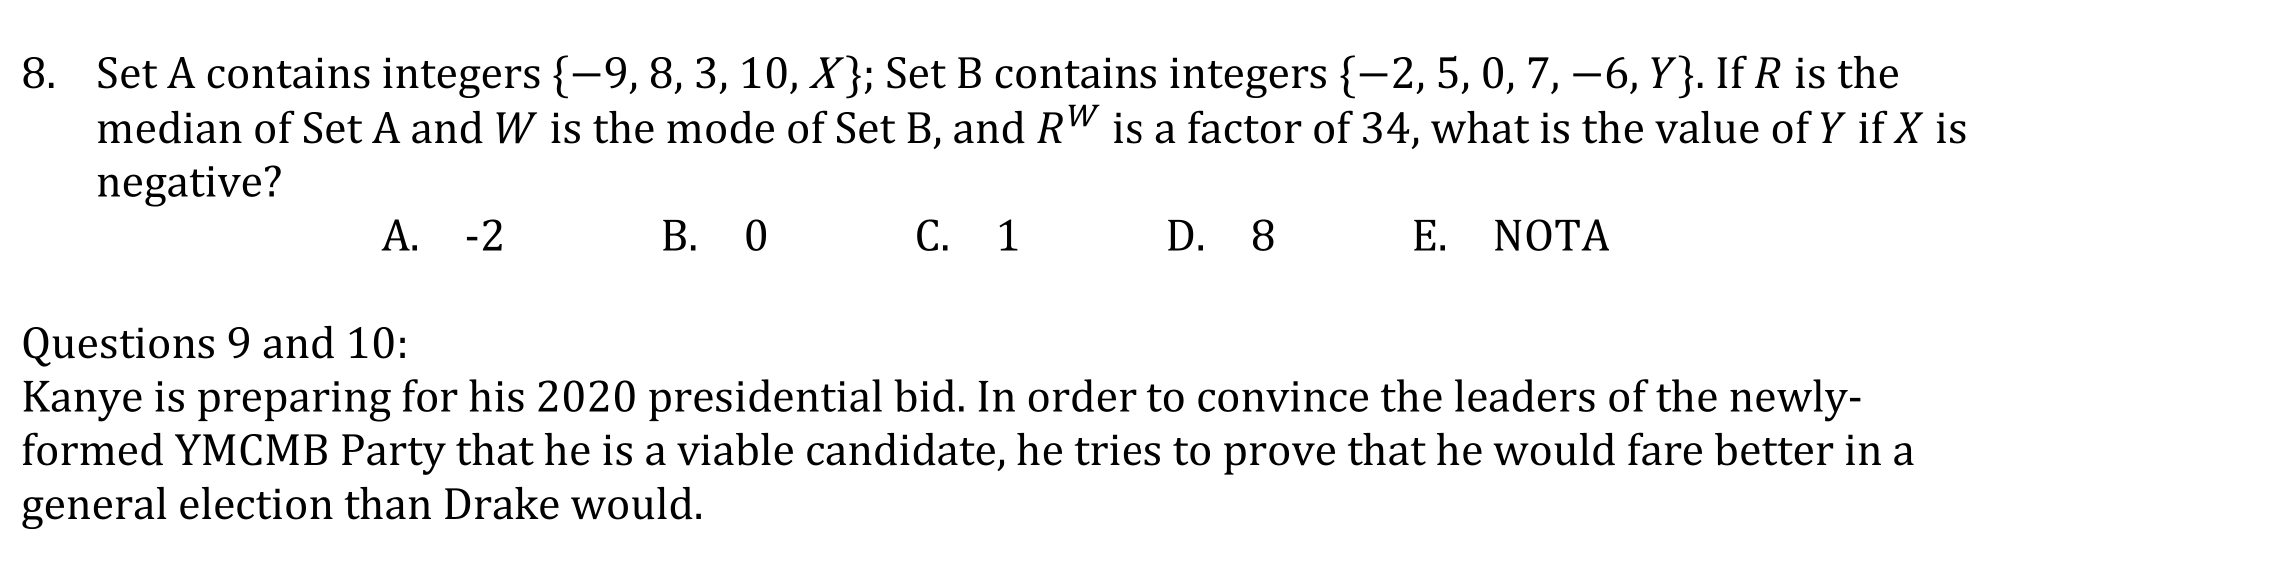 8. Set A contains integers {−9, 8, 3, 10, X}; Set B contains integers {−2, 5, 0, 7, −6, Y}. If R is the
median of Set A and W is the mode of Set B, and R^W is a factor of 34, what is the value of Y if X is
negative?
A. -2 B. 0 C. 1 D. 8 E. NOTA
Questions 9 and 10:
Kanye is preparing for his 2020 presidential bid. In order to convince the leaders of the newly-
formed YMCMB Party that he is a viable candidate, he tries to prove that he would fare better in a
general election than Drake would.